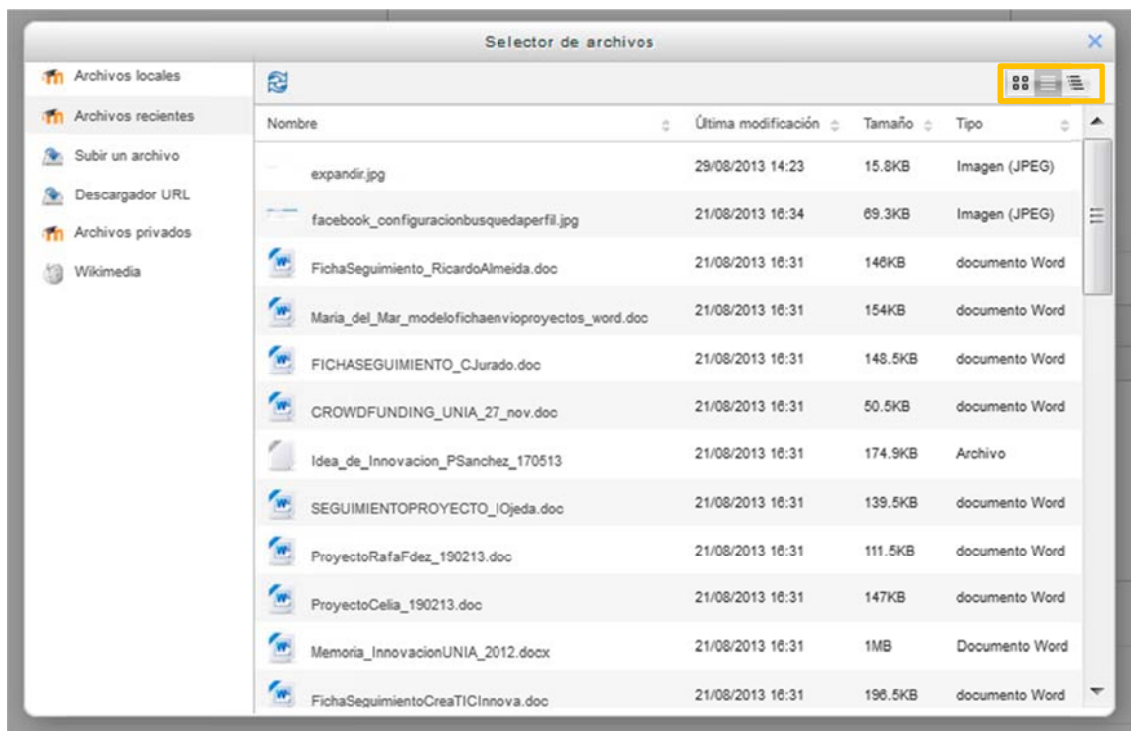 Selector de archivos
Archivos locales
Archivos recientes
Subir un archivo
Descargador URL
Archivos privados
Wikimedia
Nombre Última modificación Tamaño Tipo
expandir.jpg 29/08/2013 14:23 15.8KB Imagen (JPEG)
facebook_configuracionbusquedaperfil.jpg 21/08/2013 16:34 69.3KB Imagen (JPEG)
FichaSeguimiento_RicardoAlmeida.doc 21/08/2013 16:31 146KB documento Word
Maria_del_Mar_modelofichaenvioproyectos_word.doc 21/08/2013 16:31 154KB documento Word
FICHASEGUIMIENTO_CJurado.doc 21/08/2013 16:31 148.5KB documento Word
CROWDFUNDING_UNIA_27_nov.doc 21/08/2013 16:31 50.5KB documento Word
Idea_de_Innovacion_PSanchez_170513 21/08/2013 16:31 174.9KB Archivo
SEGUIMIENTOPROYECTO_IOjeda.doc 21/08/2013 16:31 139.5KB documento Word
ProyectoRafaFdez_190213.doc 21/08/2013 16:31 111.5KB documento Word
ProyectoCelia_190213.doc 21/08/2013 16:31 147KB documento Word
Memoria_InnovacionUNIA_2012.docx 21/08/2013 16:31 1MB Documento Word
FichaSeguimientoCreaTICInnova.doc 21/08/2013 16:31 196.5KB documento Word